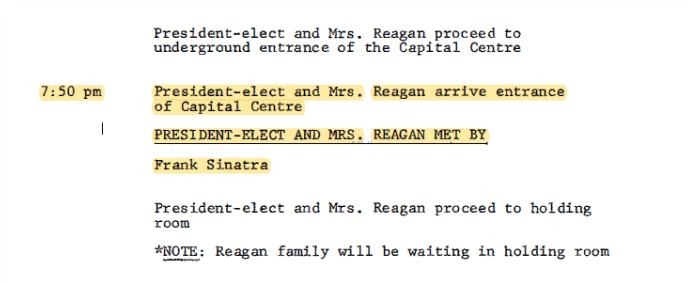 President-elect and Mrs. Reagan proceed to
underground entrance of the Capital Centre
7:50 pm President-elect and Mrs. Reagan arrive entrance
of Capital Centre
PRESIDENT-ELECT AND MRS. REAGAN MET BY
Frank Sinatra
President-elect and Mrs. Reagan proceed to holding
room
*NOTE: Reagan family will be waiting in holding room